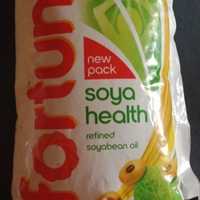 fortun
new
pack
soya
health
refined
soyabean oil